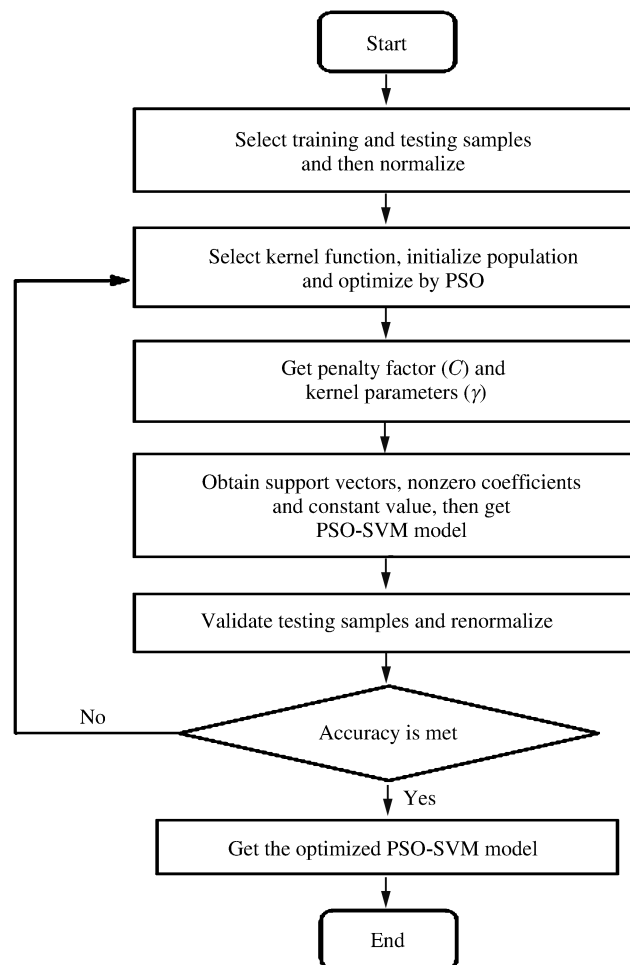 Start
Select training and testing samples
and then normalize
Select kernel function, initialize population
and optimize by PSO
Get penalty factor (C) and
kernel parameters (γ)
Obtain support vectors, nonzero coefficients
and constant value, then get
PSO-SVM model
Validate testing samples and renormalize
No
Accuracy is met
Yes
Get the optimized PSO-SVM model
End